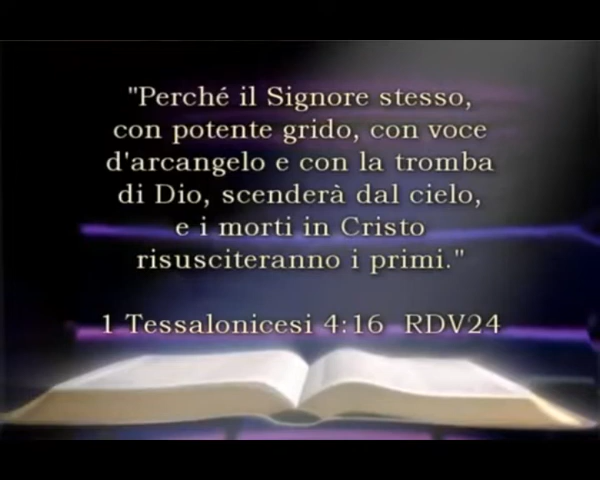 "Perché il Signore stesso,
con potente grido, con voce
d'arcangelo e con la tromba
di Dio, scenderà dal cielo,
e i morti in Cristo
risusciteranno i primi."
1 Tessalonicesi 4:16 RDV24